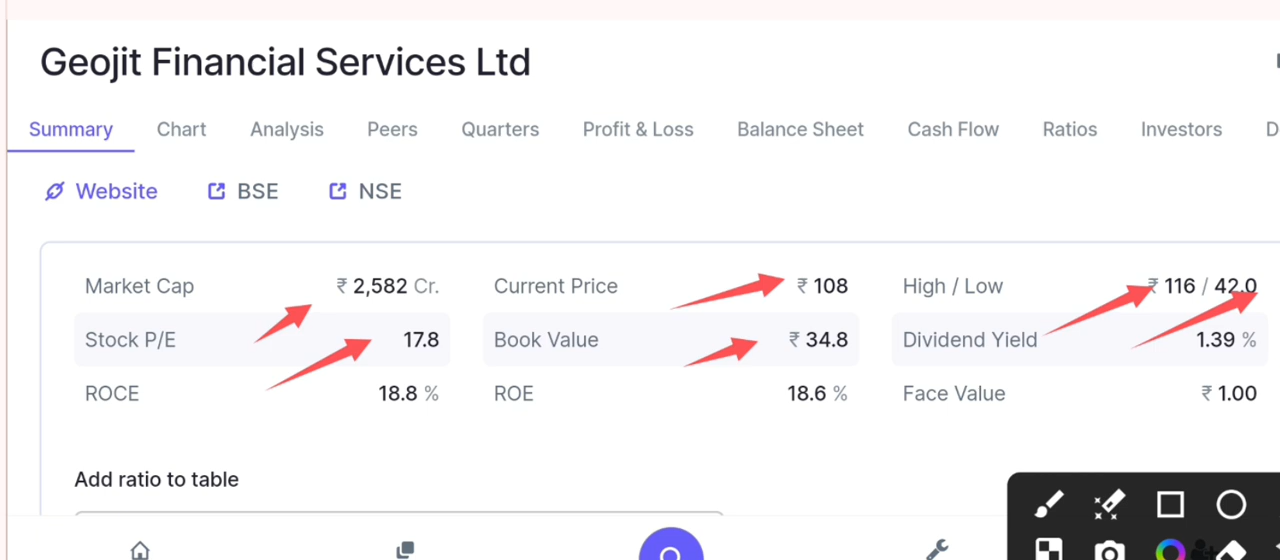 Geojit Financial Services Ltd
Summary Chart Analysis Peers Quarters Profit & Loss Balance Sheet Cash Flow Ratios Investors D
Website BSE NSE
Market Cap ₹ 2,582 Cr. Current Price ₹ 108 High / Low ₹ 116 / 42.0
Stock P/E 17.8 Book Value ₹ 34.8 Dividend Yield 1.39 %
ROCE 18.8 % ROE 18.6 % Face Value ₹ 1.00
Add ratio to table